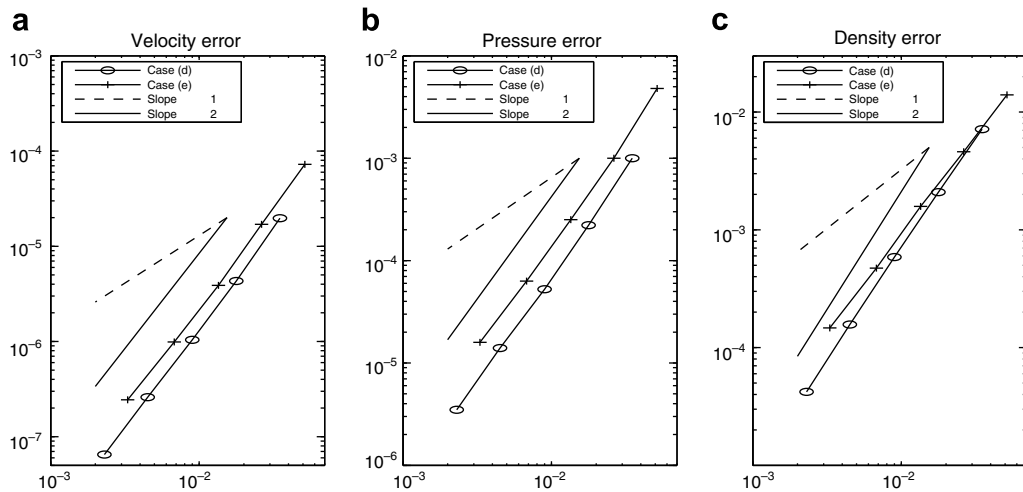 a
Velocity error
Case (d)
Case (e)
Slope 1
Slope 2
10−3
10−4
10−5
10−6
10−7
10−3
10−2
b
Pressure error
Case (d)
Case (e)
Slope 1
Slope 2
10−2
10−3
10−4
10−5
10−6
10−3
10−2
c
Density error
Case (d)
Case (e)
Slope 1
Slope 2
10−2
10−3
10−4
10−3
10−2